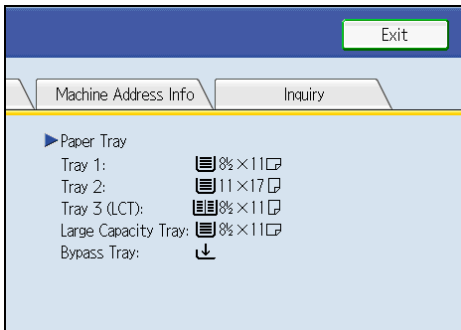 Exit
Machine Address Info Inquiry
Paper Tray
Tray 1: 8½×11
Tray 2: 11×17
Tray 3 (LCT): 8½×11
Large Capacity Tray: 8½×11
Bypass Tray: